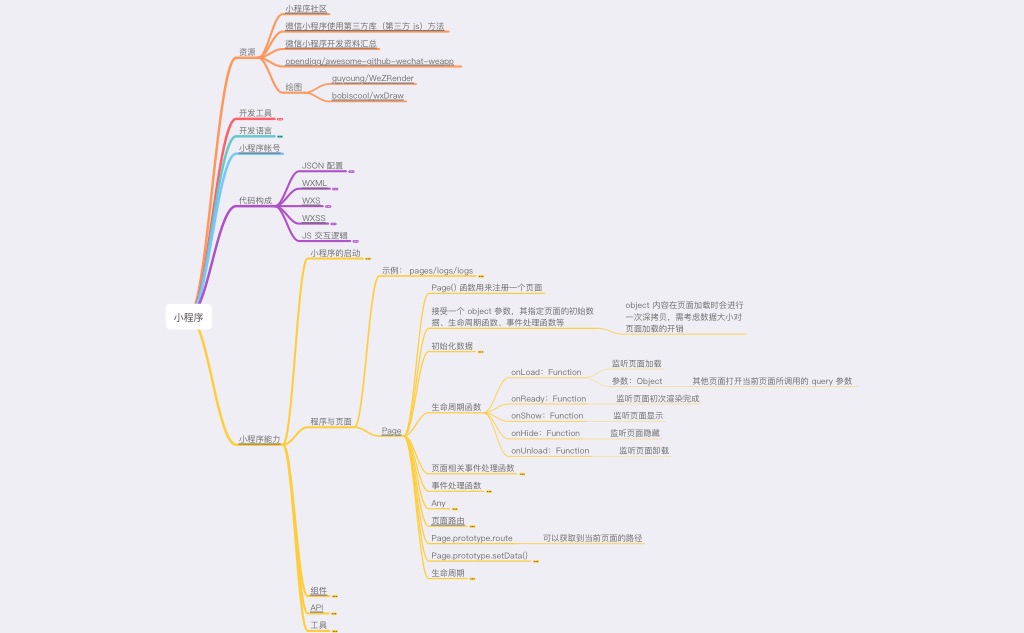 小程序社区
微信小程序使用第三方库（第三方 js）方法
微信小程序开发资料汇总
资源
opendigg/awesome-github-wechat-weapp
guyoung/WeZRender
绘图
bobiscool/wxDraw
开发工具
开发语言
小程序帐号
JSON 配置
WXML
代码构成
WXS
WXSS
JS 交互逻辑
小程序的启动
示例： pages/logs/logs
Page() 函数用来注册一个页面
接受一个 object 参数，其指定页面的初始数
据、生命周期函数、事件处理函数等
object 内容在页面加载时会进行
一次深拷贝，需考虑数据大小对
页面加载的开销
小程序
初始化数据
onLoad：Function
监听页面加载
参数：Object
其他页面打开当前页面所调用的 query 参数
生命周期函数
onReady：Function
监听页面初次渲染完成
onShow：Function
监听页面显示
onHide：Function
监听页面隐藏
onUnload：Function
监听页面卸载
程序与页面
Page
小程序能力
页面相关事件处理函数
事件处理函数
Any
页面路由
Page.prototype.route
可以获取到当前页面的路径
Page.prototype.setData()
生命周期
组件
API
工具